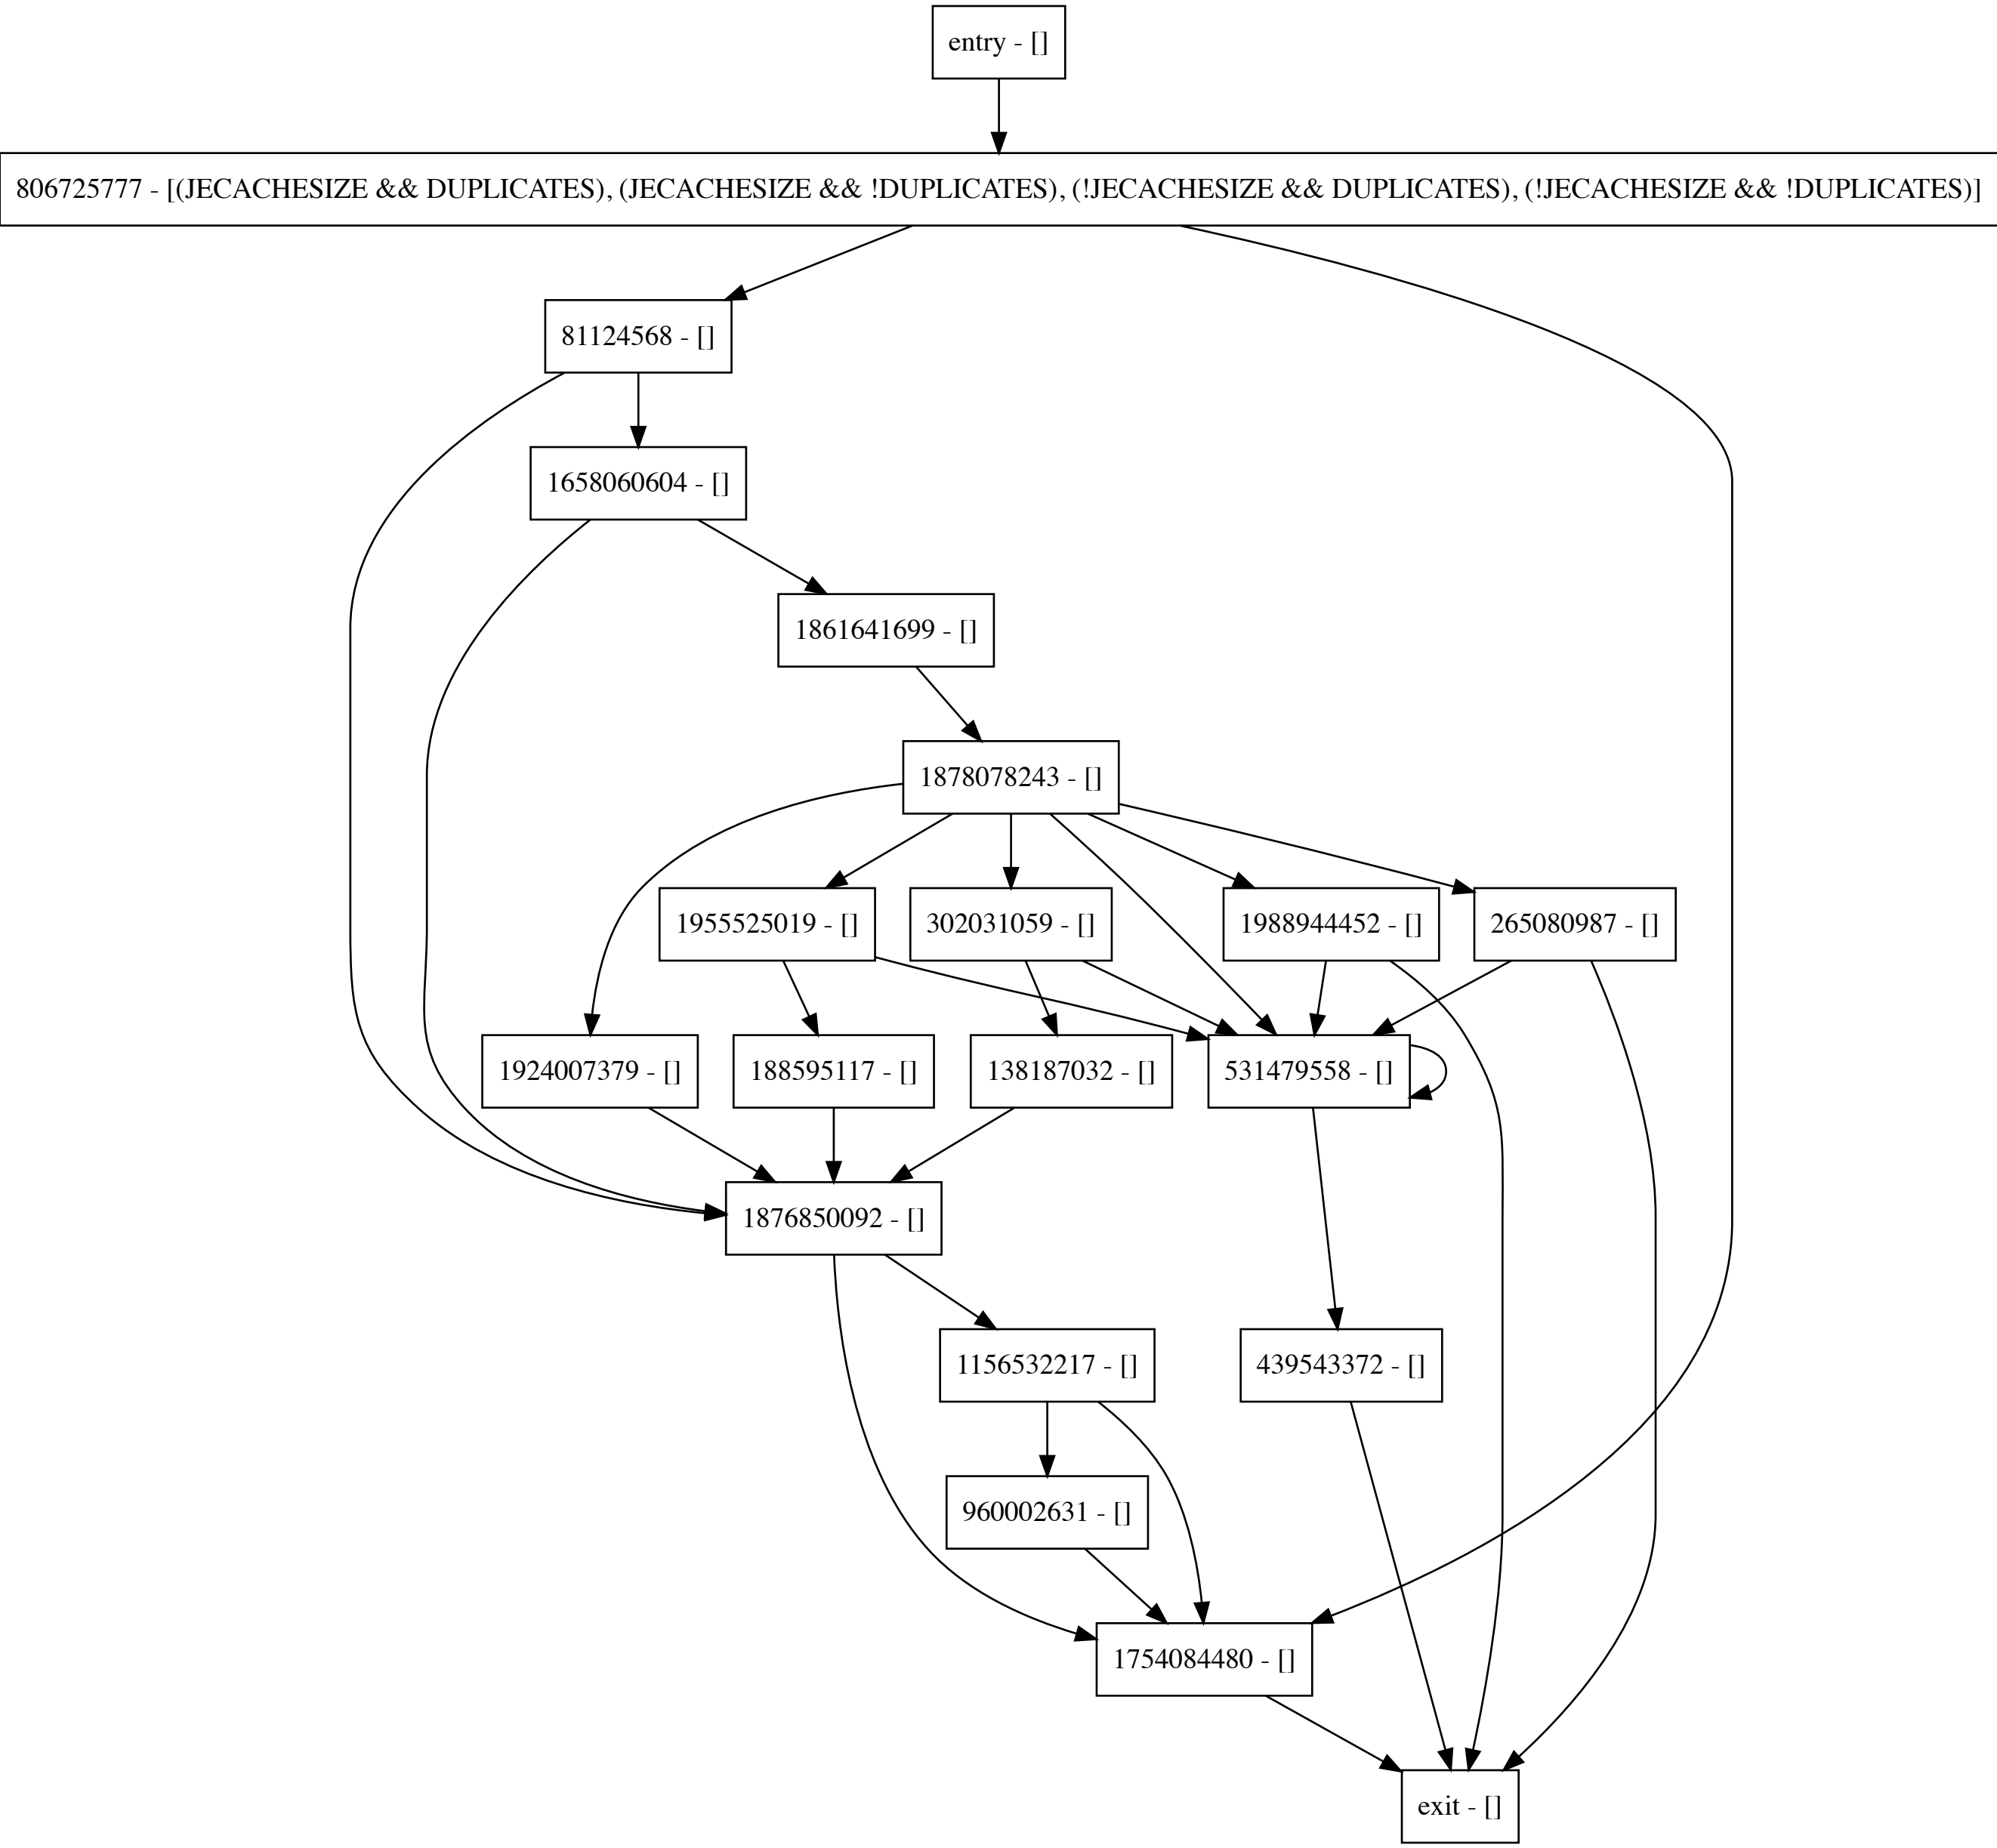 entry - []
806725777 - [(JECACHESIZE && DUPLICATES), (JECACHESIZE && !DUPLICATES), (!JECACHESIZE && DUPLICATES), (!JECACHESIZE && !DUPLICATES)]
81124568 - []
1658060604 - []
1861641699 - []
1878078243 - []
1955525019 - []
302031059 - []
1988944452 - []
265080987 - []
1924007379 - []
188595117 - []
138187032 - []
531479558 - []
1876850092 - []
1156532217 - []
439543372 - []
960002631 - []
1754084480 - []
exit - []